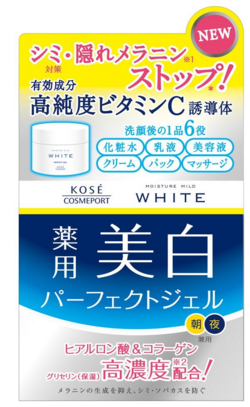 NEW
シミ・隠れメラニン※1
対策
ストップ!
有効成分
高純度ビタミンC誘導体
洗顔後の1品6役
化粧水 乳液 美容液
クリーム パック マッサージ
WHITE
KOSÉ
COSMEPORT
MOISTURE MILD
WHITE
薬用 美白
パーフェクトジェル
朝 夜
兼用
ヒアルロン酸&コラーゲン
グリセリン(保湿)高濃度※2配合!
メラニンの生成を抑え、シミ・ソバカスを防ぐ